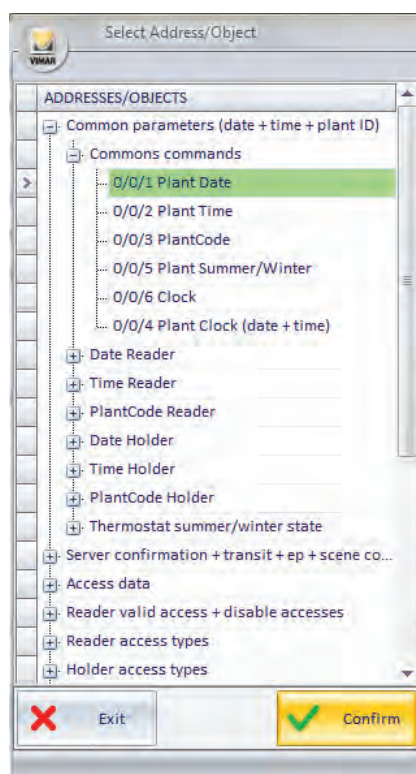 Select Address/Object
VIMAR
ADDRESSES/OBJECTS
Common parameters (date + time + plant ID)
Commons commands
0/0/1 Plant Date
0/0/2 Plant Time
0/0/3 PlantCode
0/0/5 Plant Summer/Winter
0/0/6 Clock
0/0/4 Plant Clock (date + time)
Date Reader
Time Reader
PlantCode Reader
Date Holder
Time Holder
PlantCode Holder
Thermostat summer/winter state
Server confirmation + transit + ep + scene co...
Access data
Reader valid access + disable accesses
Reader access types
Holder access types
Exit
Confirm